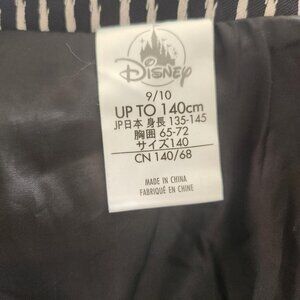 Disney
9/10
UP TO 140cm
JP日本 身長 135-145
胸囲 65-72
サイズ140
CN 140/68
MADE IN CHINA
FABRIQUÉ EN CHINE